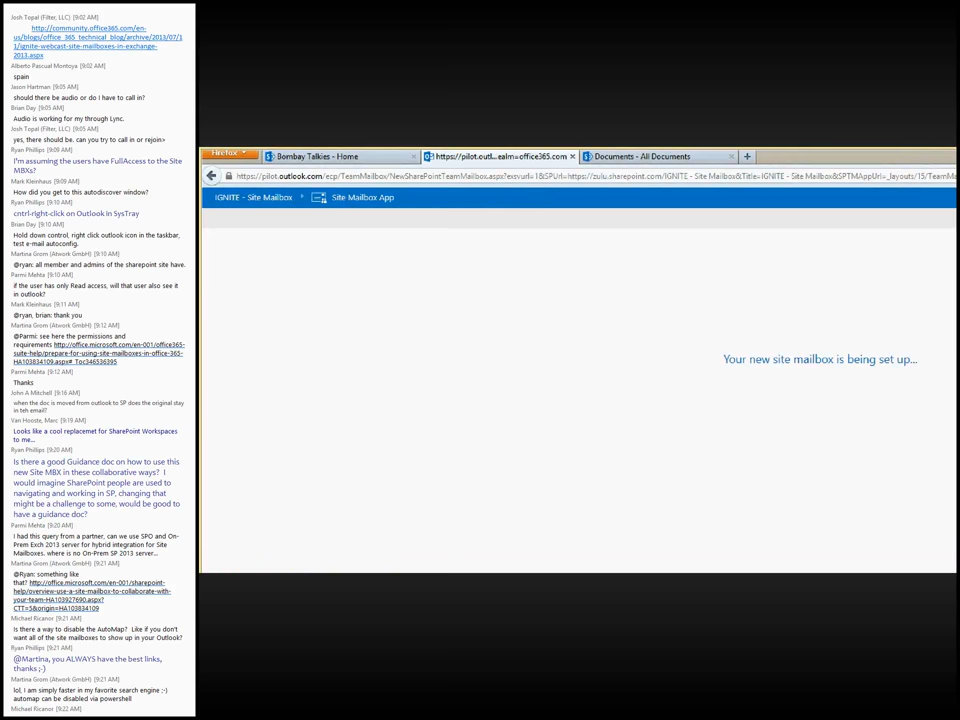 Josh Topal (Filter, LLC) [9:02 AM]
http://community.office365.com/en-
us/blogs/office_365_technical_blog/archive/2013/07/1
1/ignite-webcast-site-mailboxes-in-exchange-
2013.aspx
Alberto Pascual Montoya [9:02 AM]
spain
Jason Hartman [9:05 AM]
should there be audio or do I have to call in?
Brian Day [9:05 AM]
Audio is working for my through Lync.
Josh Topal (Filter, LLC) [9:05 AM]
yes, there should be. can you try to call in or rejoin>
Ryan Phillips [9:09 AM]
I'm assuming the users have FullAccess to the Site
MBXs?
Mark Kleinhaus [9:09 AM]
How did you get to this autodiscover window?
Ryan Phillips [9:10 AM]
cntrl-right-click on Outlook in SysTray
Brian Day [9:10 AM]
Hold down control, right click outlook icon in the taskbar,
test e-mail autoconfig.
Martina Grom (Atwork GmbH) [9:10 AM]
@ryan: all member and admins of the sharepoint site have.
Parmi Mehta [9:10 AM]
if the user has only Read access, will that user also see it
in outlook?
Mark Kleinhaus [9:11 AM]
@ryan, brian: thank you
Martina Grom (Atwork GmbH) [9:12 AM]
@Parmi: see here the permissions and
requirements http://office.microsoft.com/en-001/office365-
suite-help/prepare-for-using-site-mailboxes-in-office-365-
HA103834109.aspx#_Toc346536395
Parmi Mehta [9:12 AM]
Thanks
John A Mitchell [9:16 AM]
when the doc is moved from outlook to SP does the original stay
in teh email?
Van Hooste, Marc [9:19 AM]
Looks like a cool replacemet for SharePoint Workspaces
to me...
Ryan Phillips [9:20 AM]
Is there a good Guidance doc on how to use this
new Site MBX in these collaborative ways? I
would imagine SharePoint people are used to
navigating and working in SP, changing that
might be a challenge to some, would be good to
have a guidance doc?
Parmi Mehta [9:20 AM]
I had this query from a partner, can we use SPO and On-
Prem Exch 2013 server for hybrid integration for Site
Mailboxes. where is no On-Prem SP 2013 server...
Martina Grom (Atwork GmbH) [9:21 AM]
@Ryan: something like
that? http://office.microsoft.com/en-001/sharepoint-
help/overview-use-a-site-mailbox-to-collaborate-with-
your-team-HA103927690.aspx?
CTT=5&origin=HA103834109
Michael Ricanor [9:21 AM]
Is there a way to disable the AutoMap? Like if you don't
want all of the site mailboxes to show up in your Outlook?
Ryan Phillips [9:21 AM]
@Martina, you ALWAYS have the best links,
thanks ;-)
Martina Grom (Atwork GmbH) [9:21 AM]
lol, I am simply faster in my favorite search engine ;-)
automap can be disabled via powershell
Michael Ricanor [9:22 AM]
Firefox
Bombay Talkies - Home
https://pilot.outl...ealm=office365.com
Documents - All Documents
https://pilot.outlook.com/ecp/TeamMailbox/NewSharePointTeamMailbox.aspx?exsvurl=1&SPUrl=https://zulu.sharepoint.com/IGNITE - Site Mailbox&Title=IGNITE - Site Mailbox&SPTMAppUrl=_layouts/15/TeamM
IGNITE - Site Mailbox
Site Mailbox App
Your new site mailbox is being set up...